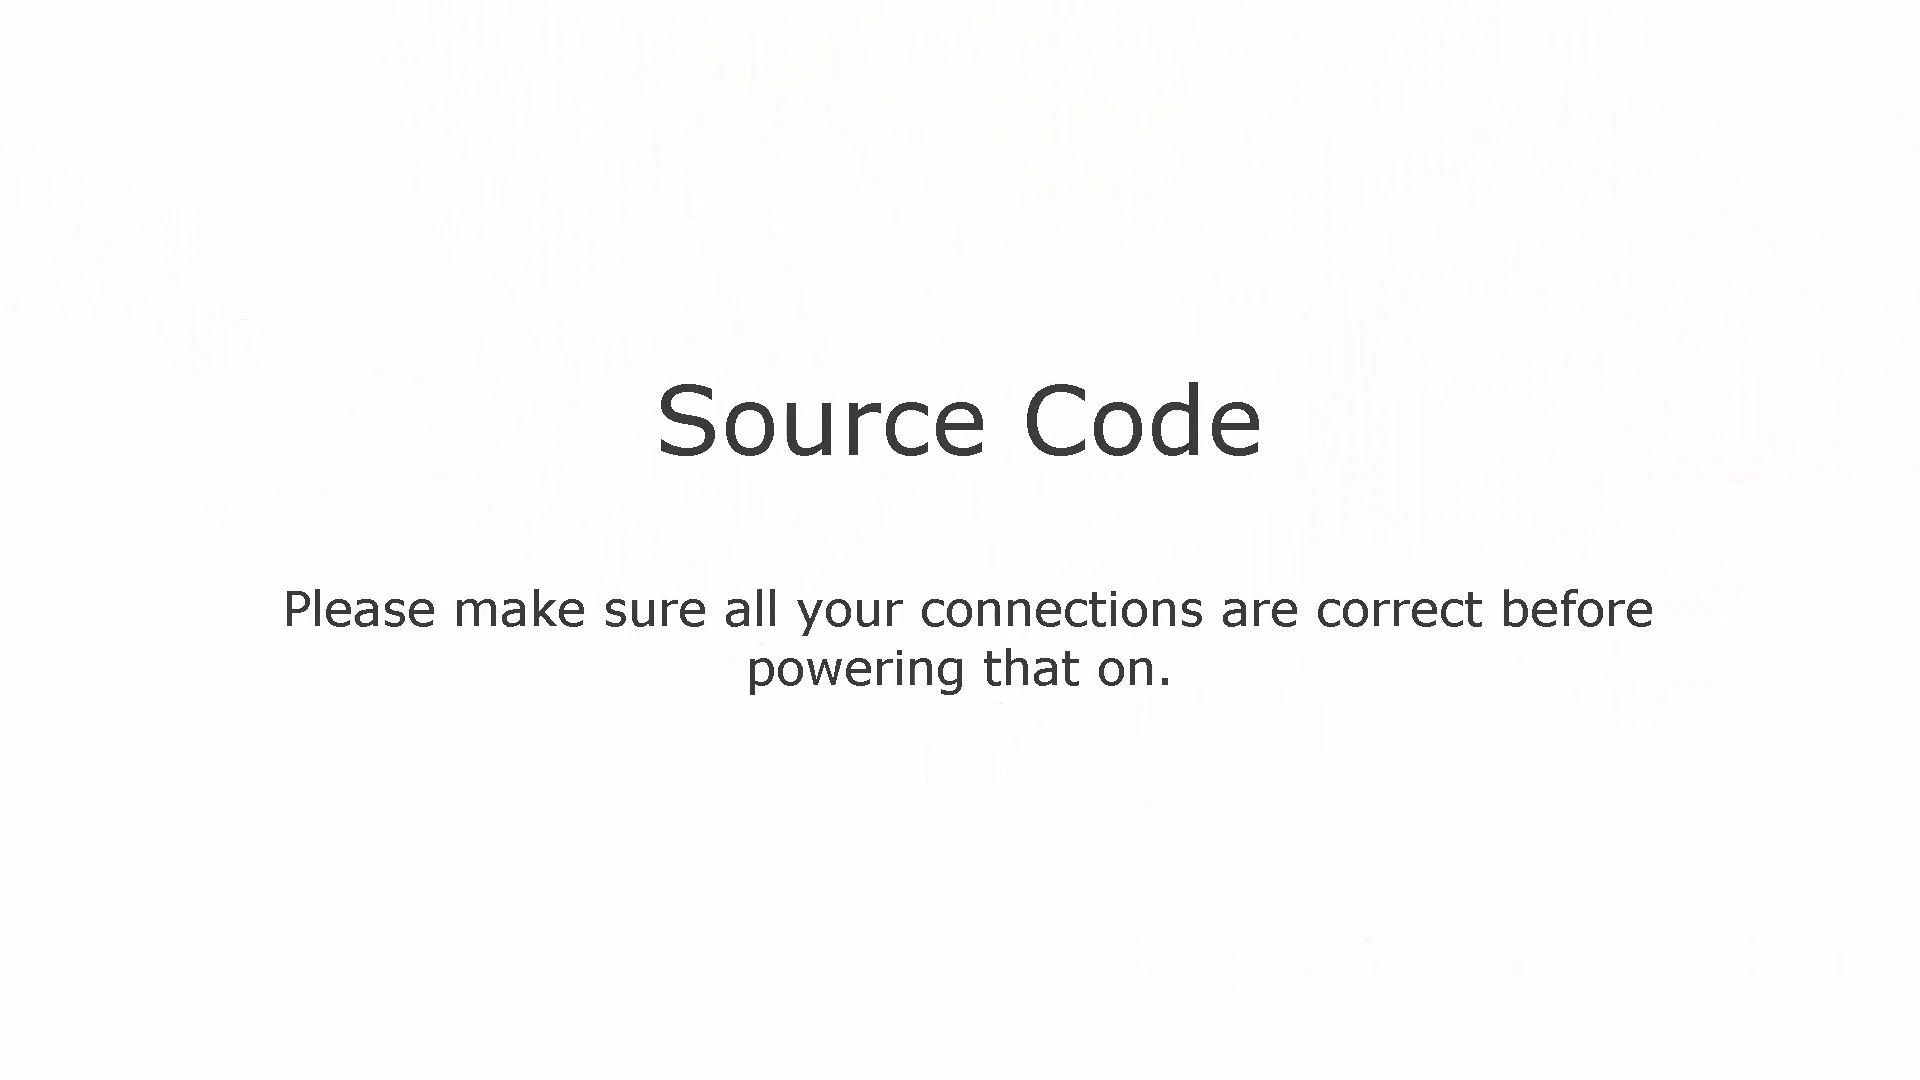 Source Code
Please make sure all your connections are correct before
powering that on.